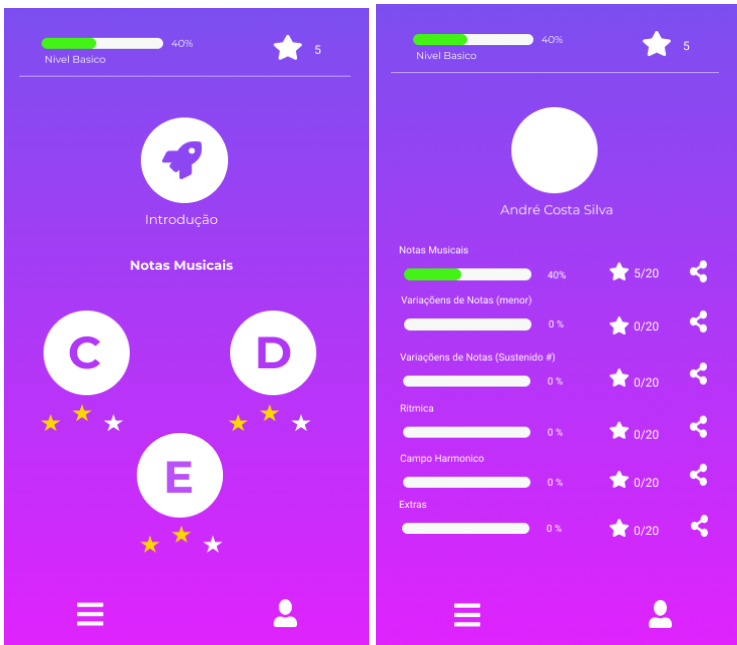 40%
Nivel Basico
5
Introdução
Notas Musicais
C
D
E
40%
Nivel Basico
5
André Costa Silva
Notas Musicais
40%
5/20
Variações de Notas (menor)
0 %
0/20
Variações de Notas (Sustenido #)
0 %
0/20
Ritmica
0 %
0/20
Campo Harmonico
0 %
0/20
Extras
0 %
0/20